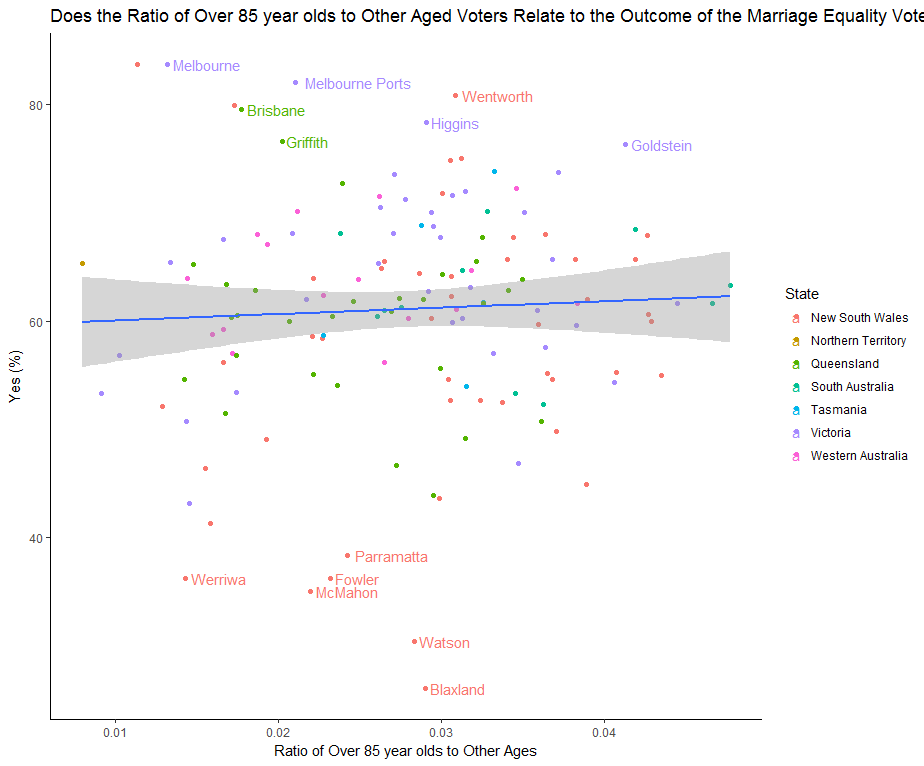 Does the Ratio of Over 85 year olds to Other Aged Voters Relate to the Outcome of the Marriage Equality Vote
Melbourne
Melbourne Ports
Wentworth
80
Brisbane
Higgins
Griffith
Goldstein
State
New South Wales
Northern Territory
Queensland
South Australia
Tasmania
Victoria
Western Australia
a
a
a
a
a
a
a
60
Yes (%)
40
Parramatta
Werriwa
Fowler
McMahon
Watson
Blaxland
0.01
0.02
0.03
0.04
Ratio of Over 85 year olds to Other Ages